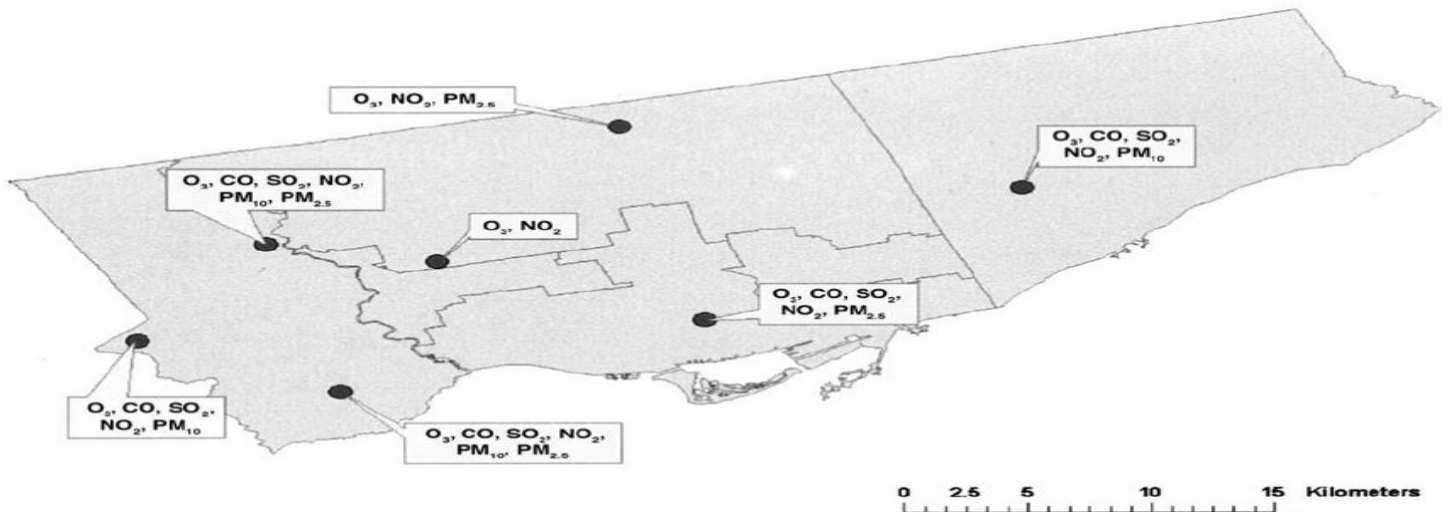 O₃, NO₂, PM₂.₅
O₃, CO, SO₂,
NO₂, PM₁₀
O₃, CO, SO₂, NO₂,
PM₁₀, PM₂.₅
O₃, NO₂
O₃, CO, SO₂,
NO₂, PM₂.₅
O₃, CO, SO₂,
NO₂, PM₁₀
O₃, CO, SO₂, NO₂,
PM₁₀, PM₂.₅
0 2.5 5 10 15 Kilometers